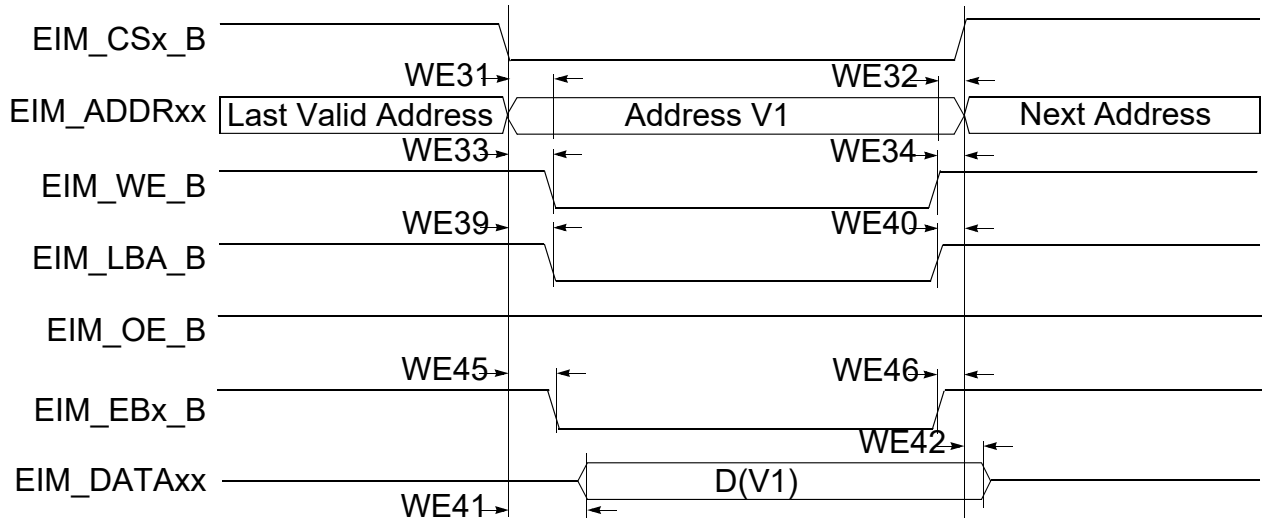 EIM_CSx_B
WE31 WE32
EIM_ADDRxx Last Valid Address Address V1 Next Address
WE33 WE34
EIM_WE_B
WE39 WE40
EIM_LBA_B
EIM_OE_B
WE45 WE46
EIM_EBx_B
WE42
EIM_DATAxx D(V1)
WE41